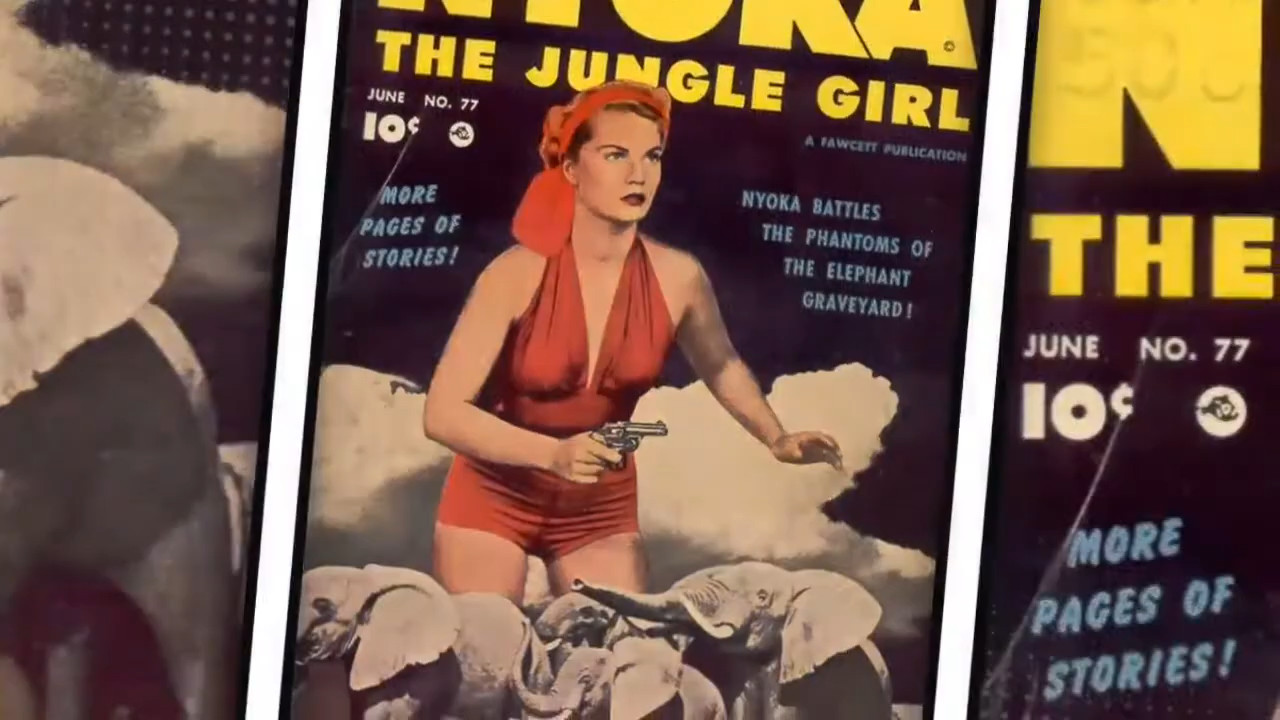 NYOKA
THE JUNGLE GIRL
JUNE NO. 77
10¢
A FAWCETT PUBLICATION
MORE
PAGES OF
STORIES!
NYOKA BATTLES
THE PHANTOMS OF
THE ELEPHANT
GRAVEYARD!
N
THE
JUNE NO. 77
10¢
MORE
PAGES OF
STORIES!